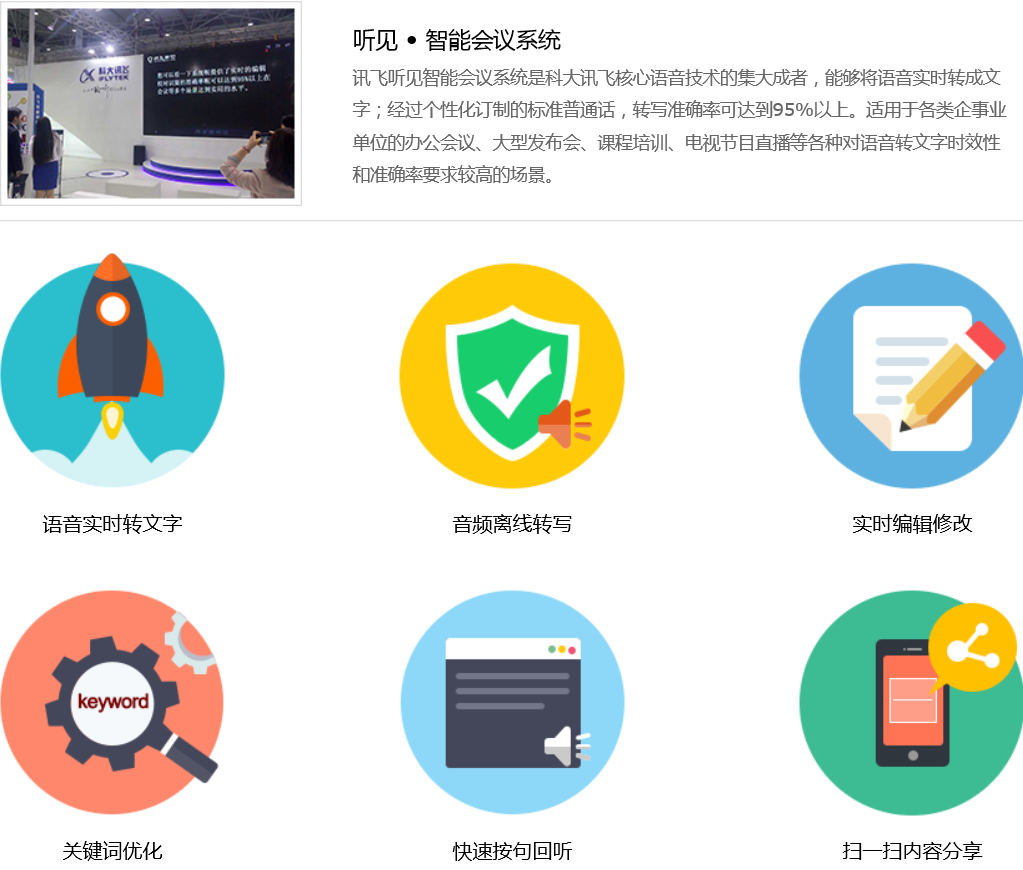 科大讯飞
iFLYTEK
听见 • 智能会议系统
讯飞听见智能会议系统是科大讯飞核心语音技术的集大成者，能够将语音实时转成文
字；经过个性化订制的标准普通话，转写准确率可达到95%以上。适用于各类企事业
单位的办公会议、大型发布会、课程培训、电视节目直播等各种对语音转文字时效性
和准确率要求较高的场景。
语音实时转文字
音频离线转写
实时编辑修改
keyword
关键词优化
快速按句回听
扫一扫内容分享